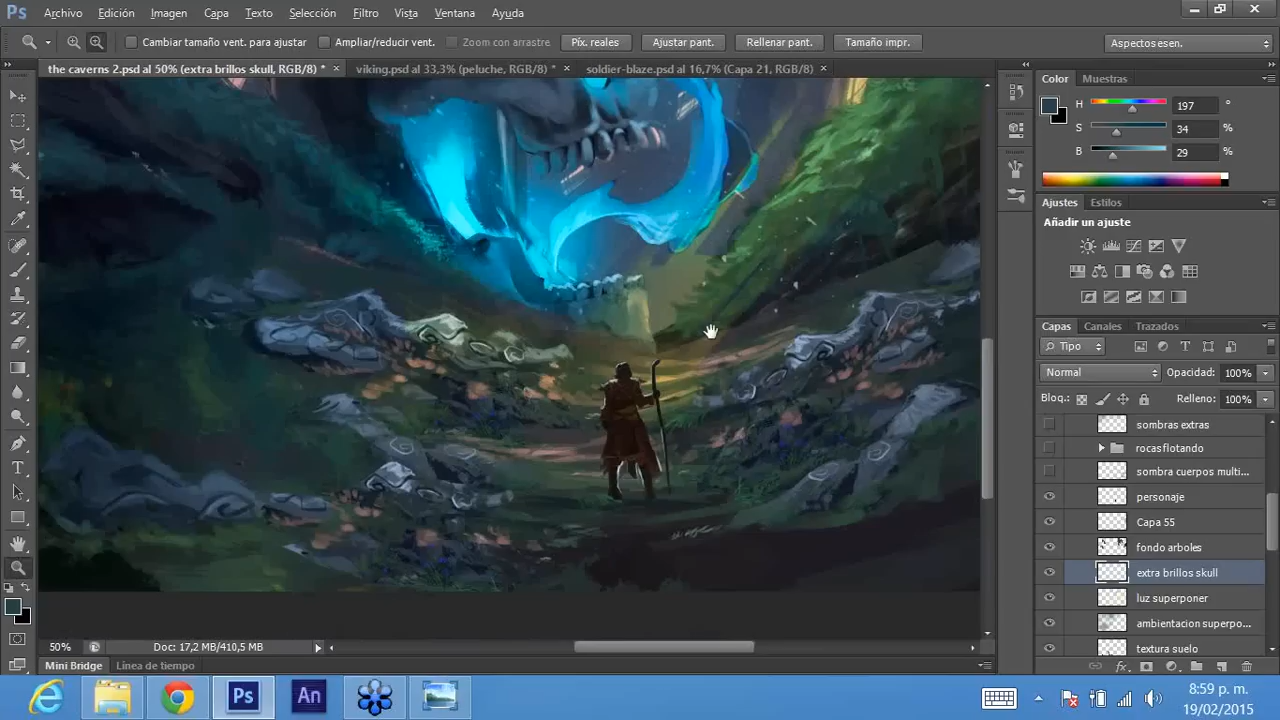 Ps Archivo Edición Imagen Capa Texto Selección Filtro Vista Ventana Ayuda
Cambiar tamaño vent. para ajustar Ampliar/reducir vent. Zoom con arrastre Píx. reales Ajustar pant. Rellenar pant. Tamaño impr. Aspectos esen.
the caverns 2.psd al 50% (extra brillos skull, RGB/8) * × viking.psd al 33,3% (peluche, RGB/8) * × soldier-blaze.psd al 16,7% (Capa 21, RGB/8) ×
Color Muestras
H 197 °
S 34 %
B 29 %
Ajustes Estilos
Añadir un ajuste
Capas Canales Trazados
Tipo
Normal Opacidad: 100%
Bloq.: Relleno: 100%
sombras extras
rocas flotando
sombra cuerpos multi...
personaje
Capa 55
fondo arboles
extra brillos skull
luz superponer
ambientacion superpo...
textura suelo
50% Doc: 17,2 MB/410,5 MB
Mini Bridge Línea de tiempo
Ps An
8:59 p. m.
19/02/2015